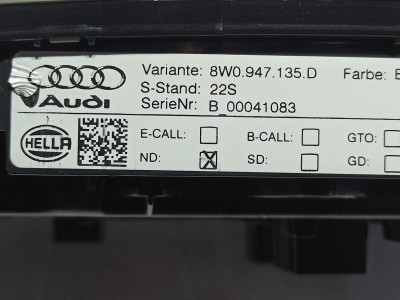 Variante: 8W0.947.135.D Farbe:
Audi S-Stand: 22S
SerieNr: B_00041083
HELLA E-CALL: B-CALL: GTO:
ND: SD: GD: